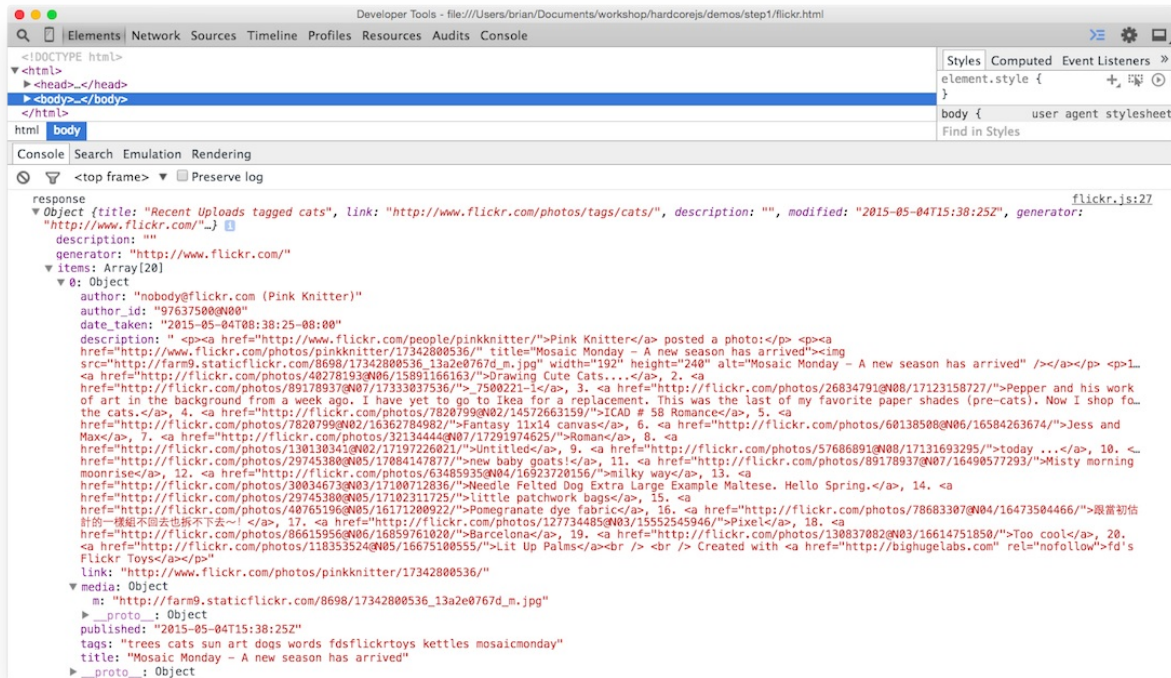 Developer Tools - file:///Users/brian/Documents/workshop/hardcorejs/demos/step1/flickr.html
Elements Network Sources Timeline Profiles Resources Audits Console
<!DOCTYPE html>
▼<html>
▶<head>…</head>
▶<body>…</body>
</html>
html body
Styles Computed Event Listeners »
element.style {
}
body { user agent stylesheet
Find in Styles
Console Search Emulation Rendering
<top frame> ▼ Preserve log
response flickr.js:27
▼Object {title: "Recent Uploads tagged cats", link: "http://www.flickr.com/photos/tags/cats/", description: "", modified: "2015-05-04T15:38:25Z", generator:
"http://www.flickr.com/"…}
description: ""
generator: "http://www.flickr.com/"
▼items: Array[20]
▼0: Object
author: "nobody@flickr.com (Pink Knitter)"
author_id: "97637500@N00"
date_taken: "2015-05-04T08:38:25-08:00"
description: " <p><a href="http://www.flickr.com/people/pinkknitter/">Pink Knitter</a> posted a photo:</p> <p><a
href="http://www.flickr.com/photos/pinkknitter/17342800536/" title="Mosaic Monday – A new season has arrived"><img
src="http://farm9.staticflickr.com/8698/17342800536_13a2e0767d_m.jpg" width="192" height="240" alt="Mosaic Monday – A new season has arrived" /></a></p> <p>1…
<a href="http://flickr.com/photos/40278193@N06/15891166163/">Drawing Cute Cats....</a>, 2. <a
href="http://flickr.com/photos/89178937@N07/17333037536/">_7500221-1</a>, 3. <a href="http://flickr.com/photos/26834791@N08/17123158727/">Pepper and his work
of art in the background from a week ago. I have yet to go to Ikea for a replacement. This was the last of my favorite paper shades (pre-cats). Now I shop fo…
the cats.</a>, 4. <a href="http://flickr.com/photos/7820799@N02/14572663159/">ICAD # 58 Romance</a>, 5. <a
href="http://flickr.com/photos/7820799@N02/16362784982/">Fantasy 11x14 canvas</a>, 6. <a href="http://flickr.com/photos/60138508@N06/16584263674/">Jess and
Max</a>, 7. <a href="http://flickr.com/photos/32134444@N07/17291974625/">Roman</a>, 8. <a
href="http://flickr.com/photos/130130341@N02/17197226021/">Untitled</a>, 9. <a href="http://flickr.com/photos/57686891@N08/17131693295/">today ...</a>, 10. <…
href="http://flickr.com/photos/29745380@N05/17084147877/">new baby goats!</a>, 11. <a href="http://flickr.com/photos/89178937@N07/16490577293/">Misty morning
moonrise</a>, 12. <a href="http://flickr.com/photos/63485935@N04/16923720156/">milky way</a>, 13. <a
href="http://flickr.com/photos/30034673@N03/17100712836/">Needle Felted Dog Extra Large Example Maltese. Hello Spring.</a>, 14. <a
href="http://flickr.com/photos/29745380@N05/17102311725/">little patchwork bags</a>, 15. <a
href="http://flickr.com/photos/40765196@N05/16171200922/">Pomegranate dye fabric</a>, 16. <a href="http://flickr.com/photos/78683307@N04/16473504466/">跟當初估
計的一樣組不回去也拆不下去～! </a>, 17. <a href="http://flickr.com/photos/127734485@N03/15552545946/">Pixel</a>, 18. <a
href="http://flickr.com/photos/86615956@N06/16859761020/">Barcelona</a>, 19. <a href="http://flickr.com/photos/130837082@N03/16614751850/">Too cool</a>, 20.
<a href="http://flickr.com/photos/118353524@N05/16675100555/">Lit Up Palms</a><br /> <br /> Created with <a href="http://bighugelabs.com" rel="nofollow">fd's
Flickr Toys</a></p>"
link: "http://www.flickr.com/photos/pinkknitter/17342800536/"
▼media: Object
m: "http://farm9.staticflickr.com/8698/17342800536_13a2e0767d_m.jpg"
▶__proto__: Object
published: "2015-05-04T15:38:25Z"
tags: "trees cats sun art dogs words fdsflickrtoys kettles mosaicmonday"
title: "Mosaic Monday – A new season has arrived"
▶__proto__: Object